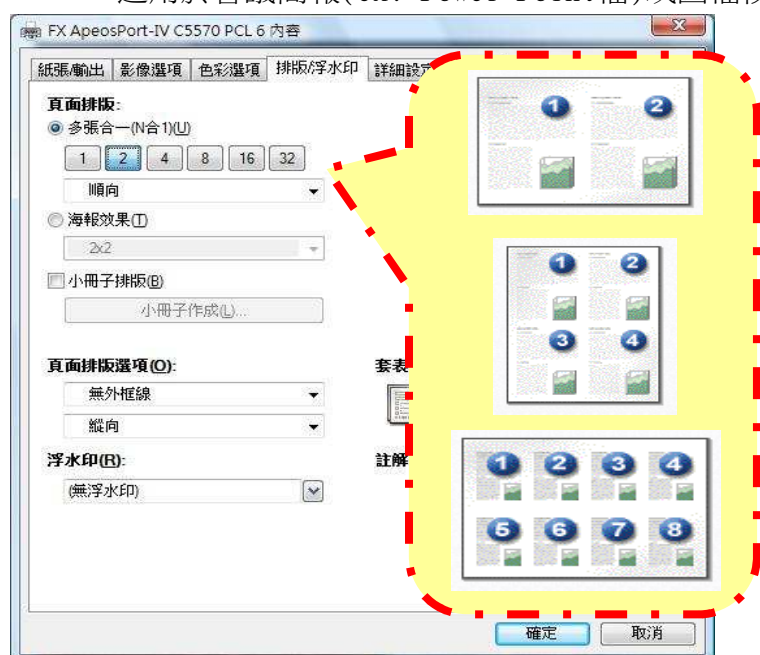 FX ApeosPort-IV C5570 PCL 6 內容
紙張/輸出 影像選項 色彩選項 排版/浮水印 詳細設定
頁面排版:
多張合一(N合1)(U)
1 2 4 8 16 32
順向
海報效果(T)
2x2
小冊子排版(B)
小冊子作成(L)...
頁面排版選項(O):
無外框線
縱向
浮水印(R):
(無浮水印)
套表
註解
1 2
1 2
3 4
1 2 3 4
5 6 7 8
確定 取消